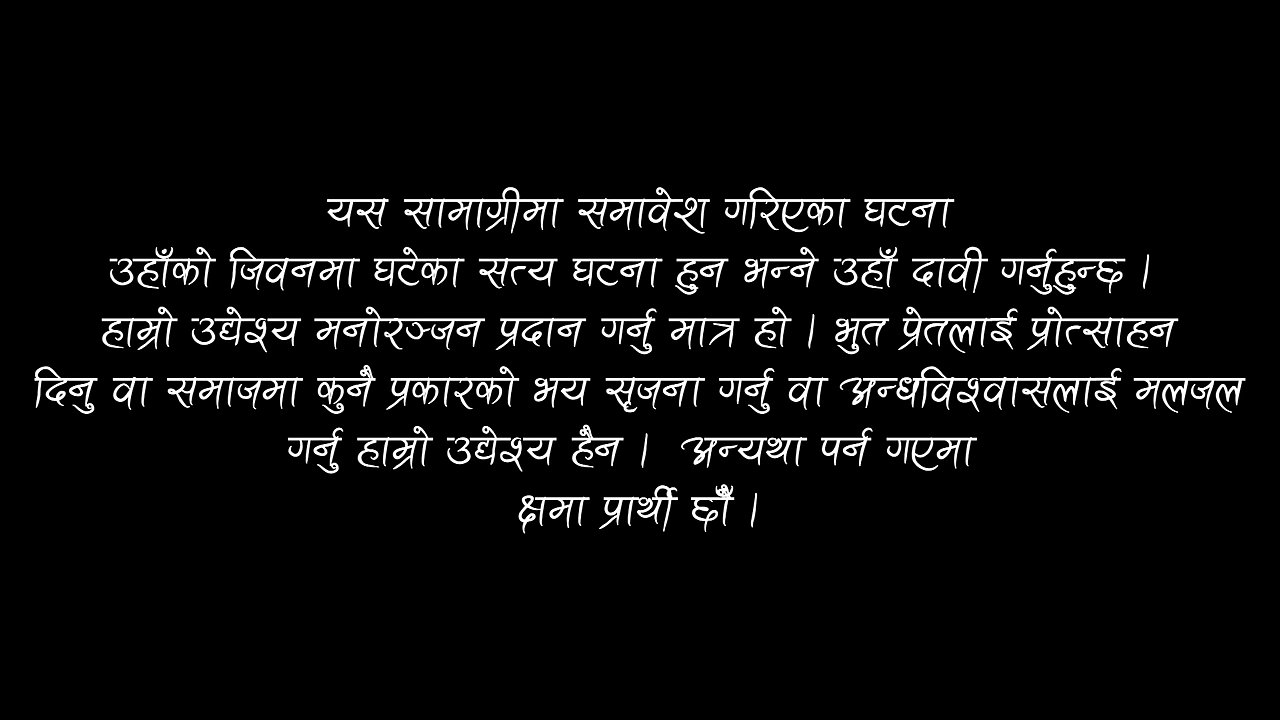 यस सामाग्रीमा समावेश गरिएका घटना
उहाँको जिवनमा घटेका सत्य घटना हुन भन्ने उहाँ दावी गर्नुहुन्छ ।
हाम्रो उद्येश्य मनोरञ्जन प्रदान गर्नु मात्र हो । भुत प्रेतलाई प्रोत्साहन
दिनु वा समाजमा कुनै प्रकारको भय सृजना गर्नु वा अन्धविश्वासलाई मलजल
गर्नु हाम्रो उद्येश्य हैन । अन्यथा पर्न गएमा
क्षमा प्रार्थी छौँ ।